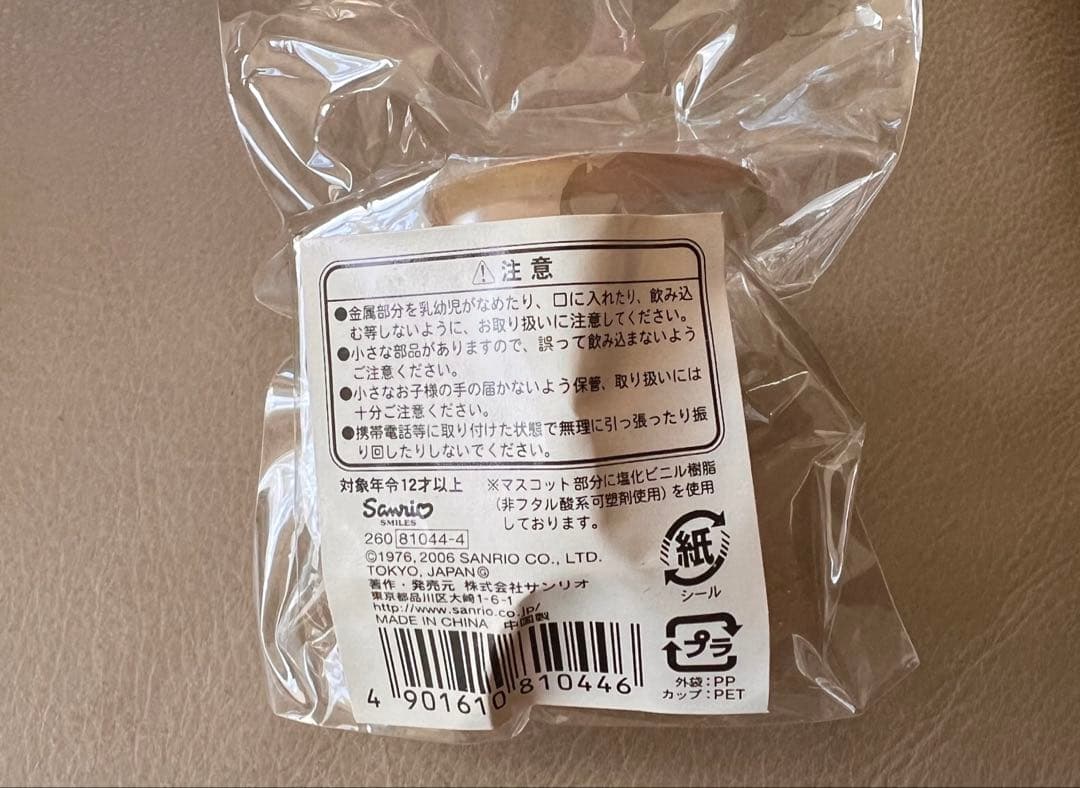 ⚠注意
●金属部分を乳幼児がなめたり、口に入れたり、飲み込
む等しないように、お取り扱いに注意してください。
●小さな部品がありますので、誤って飲み込まないよう
ご注意ください。
●小さなお子様の手の届かないよう保管、取り扱いには
十分ご注意ください。
●携帯電話等に取り付けた状態で無理に引っ張ったり振
り回したりしないでください。
対象年令12才以上
※マスコット部分に塩化ビニル樹脂
(非フタル酸系可塑剤使用)を使用
しております。
Sanrio
SMILES
260 81044-4
©1976, 2006 SANRIO CO., LTD.
TOKYO, JAPAN Ⓖ
著作・発売元 株式会社サンリオ
東京都品川区大崎1-6-1
http://www.sanrio.co.jp/
MADE IN CHINA 中国製
4 901610 810446
紙
シール
プラ
外袋:PP
カップ:PET